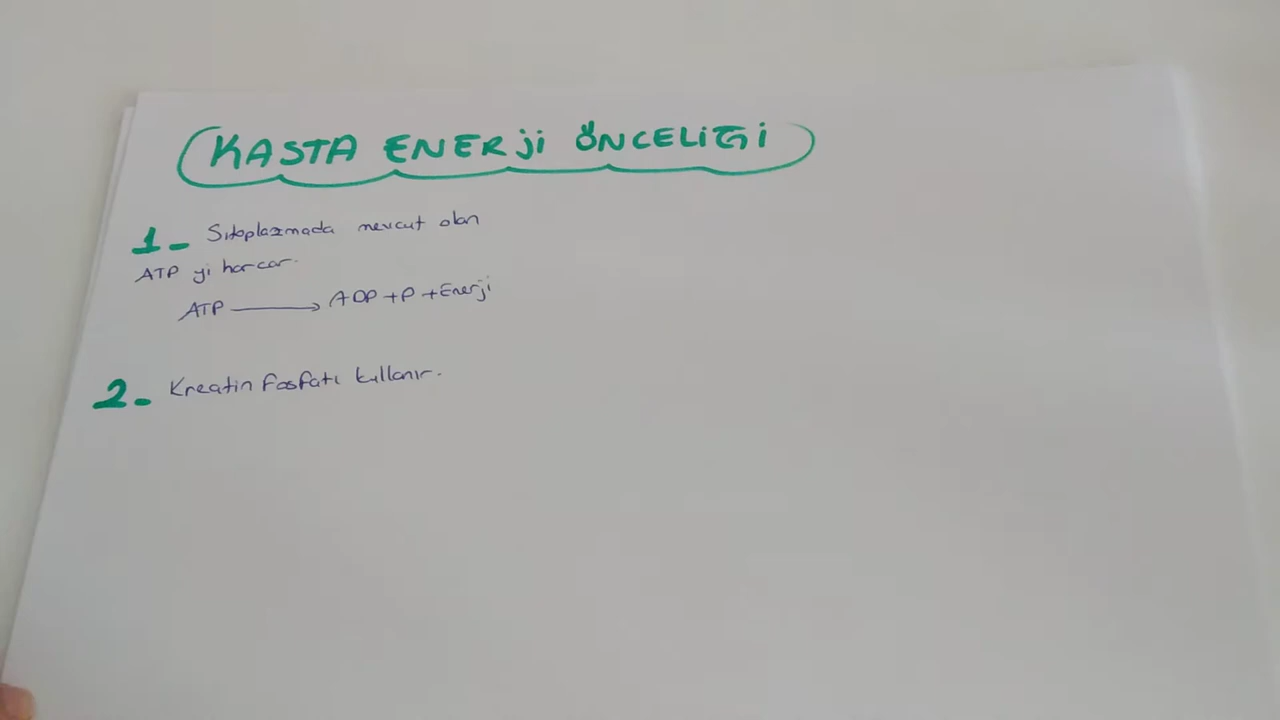 KASTA ENERji ÖNCELiĞi
1- Sitoplazmada mevcut olan
ATP yi harcar.
ATP → ADP + P + Enerji
2- Kreatin fosfatı kullanır.